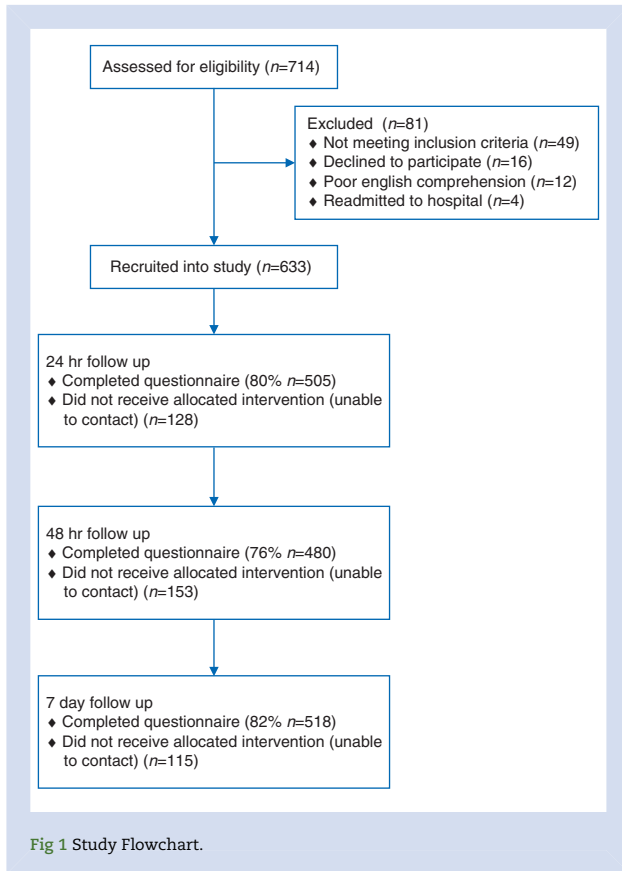 Assessed for eligibility (n=714)
Excluded (n=81)
♦ Not meeting inclusion criteria (n=49)
♦ Declined to participate (n=16)
♦ Poor english comprehension (n=12)
♦ Readmitted to hospital (n=4)
Recruited into study (n=633)
24 hr follow up
♦ Completed questionnaire (80% n=505)
♦ Did not receive allocated intervention (unable
to contact) (n=128)
48 hr follow up
♦ Completed questionnaire (76% n=480)
♦ Did not receive allocated intervention (unable
to contact) (n=153)
7 day follow up
♦ Completed questionnaire (82% n=518)
♦ Did not receive allocated intervention (unable
to contact) (n=115)
Fig 1 Study Flowchart.